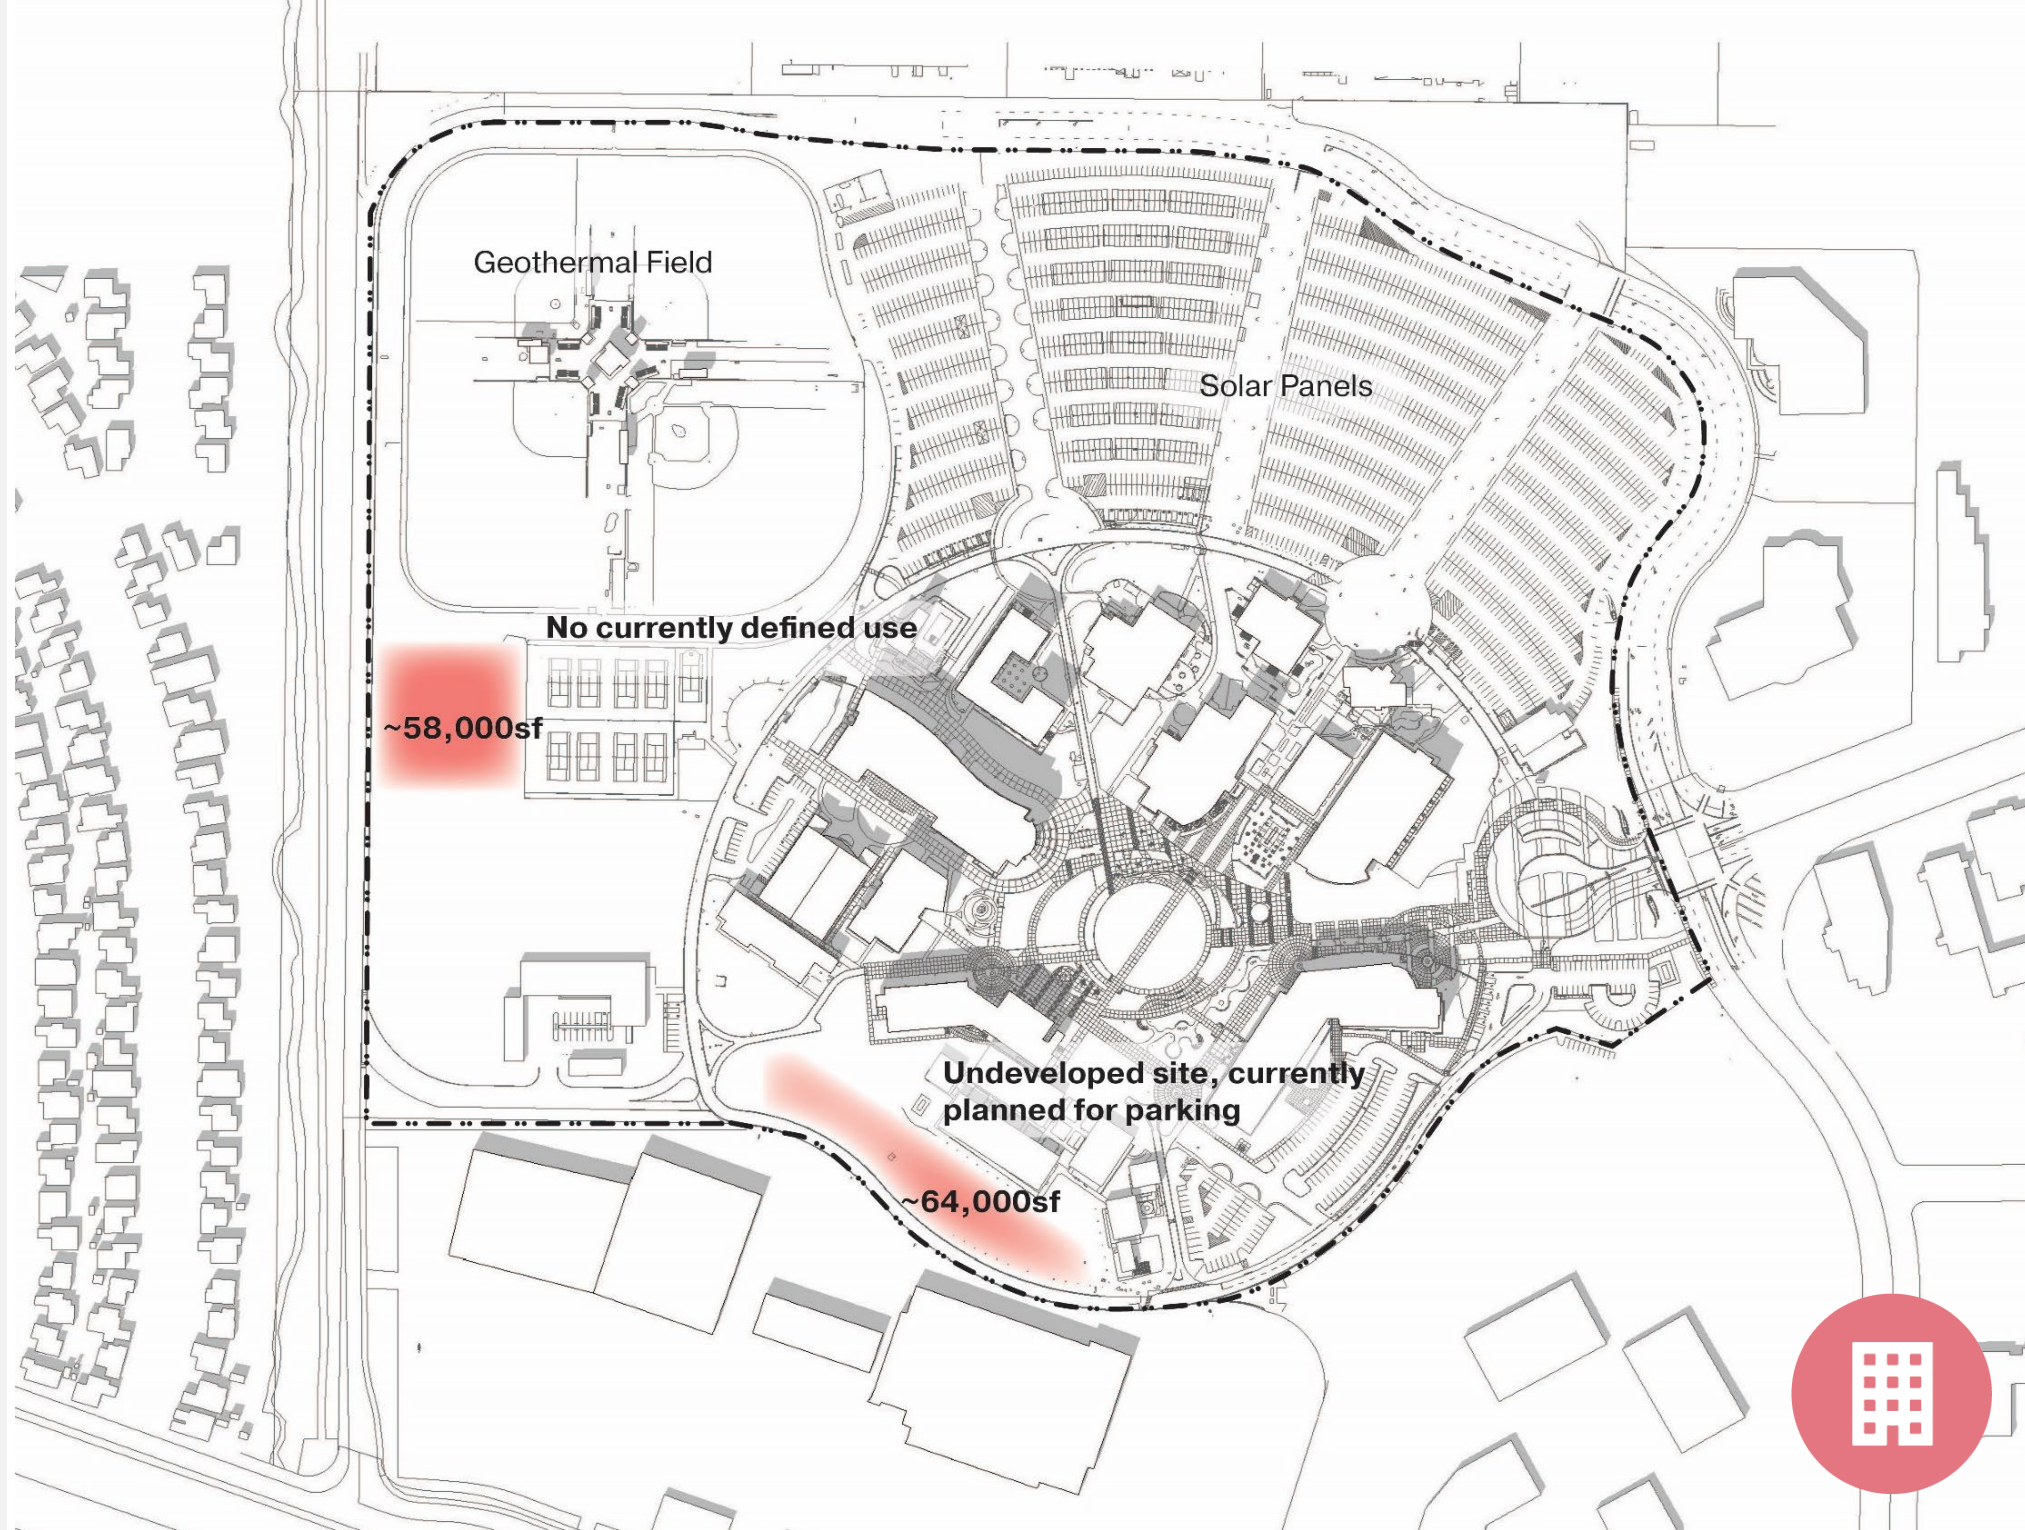 Geothermal Field
Solar Panels
No currently defined use
~58,000sf
Undeveloped site, currently
planned for parking
~64,000sf